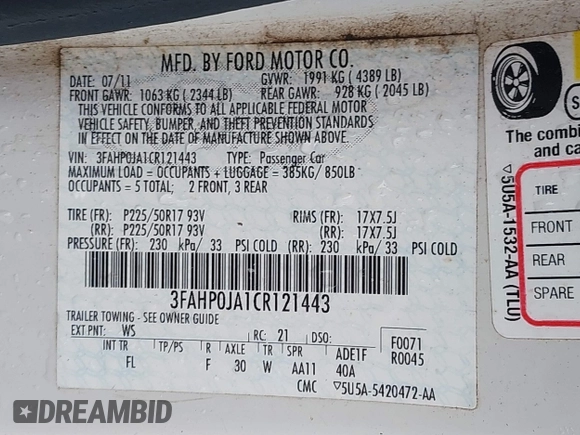 MFD. BY FORD MOTOR CO.
DATE: 07/11 GVWR: 1991 KG ( 4389 LB)
FRONT GAWR: 1063 KG ( 2344 LB) REAR GAWR: 928 KG ( 2045 LB)
THIS VEHICLE CONFORMS TO ALL APPLICABLE FEDERAL MOTOR
VEHICLE SAFETY, BUMPER, AND THEFT PREVENTION STANDARDS
IN EFFECT ON THE DATE OF MANUFACTURE SHOWN ABOVE.
VIN: 3FAHP0JA1CR121443 TYPE: Passenger Car
MAXIMUM LOAD = OCCUPANTS + LUGGAGE = 385KG/ 850LB
OCCUPANTS = 5 TOTAL; 2 FRONT, 3 REAR
TIRE (FR): P225/50R17 93V RIMS (FR): 17X7.5J
(RR): P225/50R17 93V (RR): 17X7.5J
PRESSURE (FR): 230 kPa/ 33 PSI COLD (RR): 230 kPa/ 33 PSI COLD
3FAHP0JA1CR121443
TRAILER TOWING - SEE OWNER GUIDE
EXT PNT: WS RC: 21 DSO: F0071
INT TR TP/PS R AXLE TR SPR ADE1F R0045
FL F 30 W AA11 40A
CMC ▽5U5A-5420472-AA
▽5U5A-1532-AA (TLU)
S
The combi
and ca
TIRE
FRONT
REAR
SPARE
DREAMBID